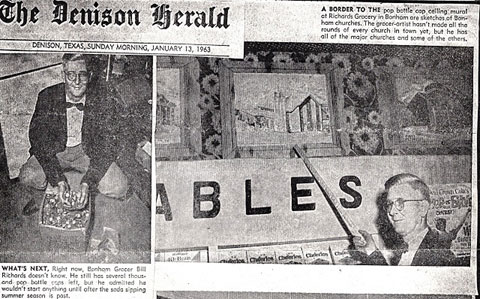 The Denison Herald
DENISON, TEXAS, SUNDAY MORNING, JANUARY 13, 1963
A BORDER TO THE pop bottle cap ceiling mural
at Richards Grocery in Bonham are sketches of Bon-
ham churches. The grocer-artist hasn't made all the
rounds of every church in town yet, but he has
all of the major churches and some of the others.
ABLES
WHAT'S NEXT, Right now, Bonham Grocer Bill
Richards doesn't know. He still has several thous-
and pop bottle caps left, but he admitted he
wouldn't start anything until after the soda sipping
summer season is past.